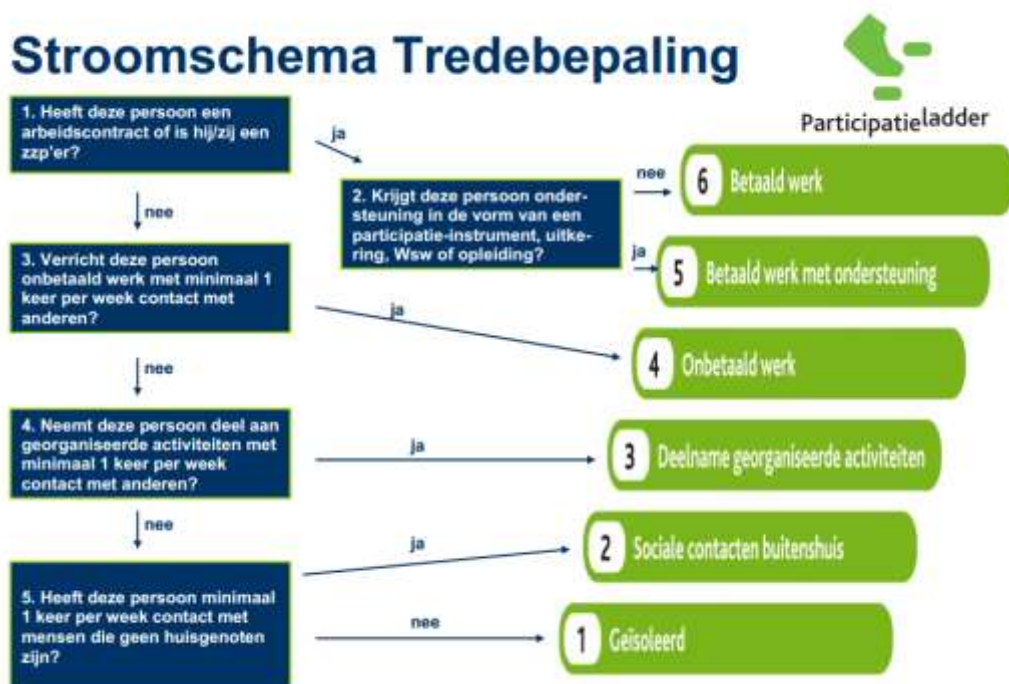 Stroomschema Tredebepaling
Participatieladder
1. Heeft deze persoon een
arbeidscontract of is hij/zij een
zzp'er?
ja
nee
2. Krijgt deze persoon onder-
steuning in de vorm van een
participatie-instrument, uitke-
ring, Wsw of opleiding?
nee
6 Betaald werk
ja
5 Betaald werk met ondersteuning
3. Verricht deze persoon
onbetaald werk met minimaal 1
keer per week contact met
anderen?
ja
4 Onbetaald werk
nee
4. Neemt deze persoon deel aan
georganiseerde activiteiten met
minimaal 1 keer per week
contact met anderen?
ja
3 Deelname georganiseerde activiteiten
nee
5. Heeft deze persoon minimaal
1 keer per week contact met
mensen die geen huisgenoten
zijn?
ja
2 Sociale contacten buitenshuis
nee
1 Geïsoleerd